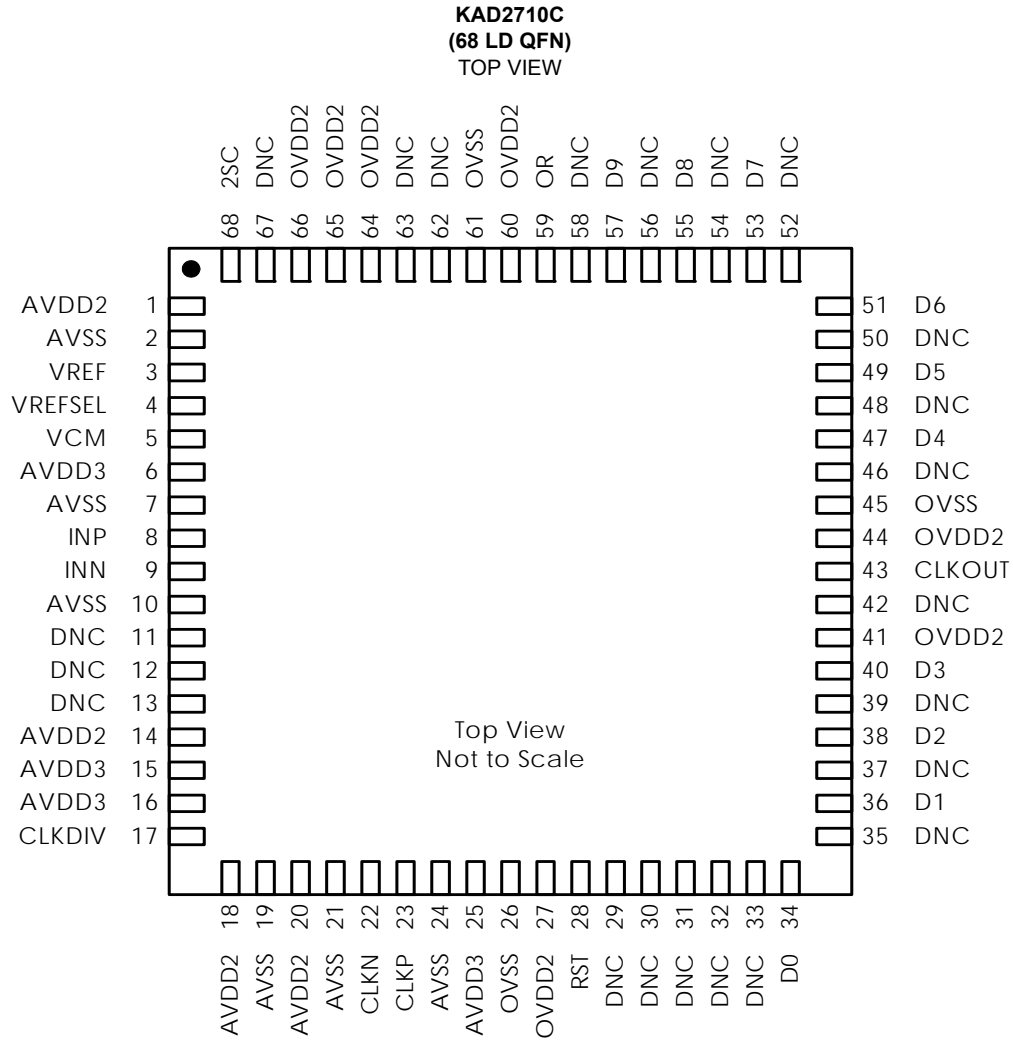 KAD2710C
(68 LD QFN)
TOP VIEW
68 2SC
67 DNC
66 OVDD2
65 OVDD2
64 OVDD2
63 DNC
62 DNC
61 OVSS
60 OVDD2
59 OR
58 DNC
57 D9
56 DNC
55 D8
54 DNC
53 D7
52 DNC
AVDD2 1
AVSS 2
VREF 3
VREFSEL 4
VCM 5
AVDD3 6
AVSS 7
INP 8
INN 9
AVSS 10
DNC 11
DNC 12
DNC 13
AVDD2 14
AVDD3 15
AVDD3 16
CLKDIV 17
51 D6
50 DNC
49 D5
48 DNC
47 D4
46 DNC
45 OVSS
44 OVDD2
43 CLKOUT
42 DNC
41 OVDD2
40 D3
39 DNC
38 D2
37 DNC
36 D1
35 DNC
Top View
Not to Scale
AVDD2 18
AVSS 19
AVDD2 20
AVSS 21
CLKN 22
CLKP 23
AVSS 24
AVDD3 25
OVSS 26
OVDD2 27
RST 28
DNC 29
DNC 30
DNC 31
DNC 32
DNC 33
D0 34